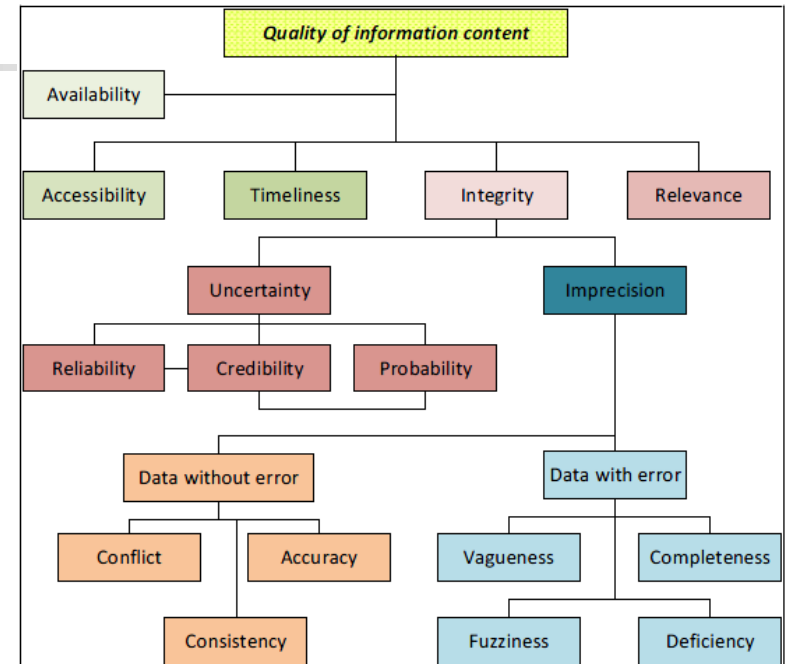 Quality of information content
Availability
Accessibility
Timeliness
Integrity
Relevance
Uncertainty
Imprecision
Reliability
Credibility
Probability
Data without error
Data with error
Conflict
Accuracy
Vagueness
Completeness
Consistency
Fuzziness
Deficiency